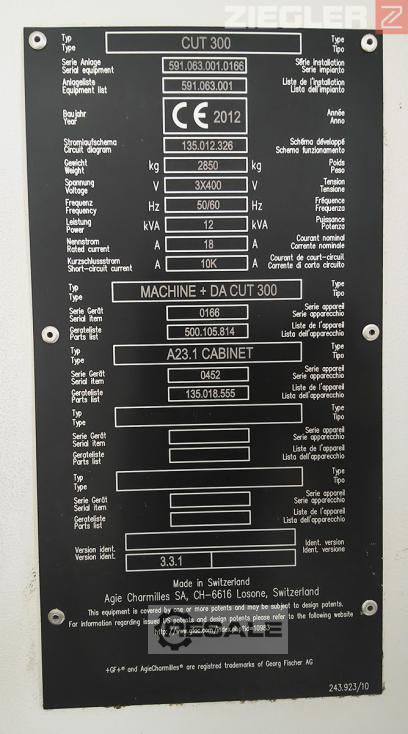 ZIEGLER Z
Typ CUT 300 Type
Type Tipo
Serie Anlage 591.063.001.0166 Série installation
Serial equipment Serie impianto
Anlageliste 591.063.001 Liste de l'installation
Equipment list Lista dell'impianto
Baujahr CE 2012 Année
Year Anno
Stromlaufschema 135.012.326 Schéma développé
Circuit diagram Schema funzionamento
Gewicht kg 2850 kg Poids
Weight Peso
Spannung V 3X400 V Tension
Voltage Tensione
Frequenz Hz 50/60 Hz Fréquence
Frequency Frequenza
Leistung kVA 12 kVA Puissance
Power Potenza
Nennstrom A 18 A Courant nominal
Rated current Corrente nominale
Kurzschlussstrom A 10K A Courant de court-circuit
Short-circuit current Corrente di corto circuito
Typ MACHINE + DA CUT 300 Type
Type Tipo
Serie Gerät 0166 Serie appareil
Serial item Serie apparecchio
Geräteliste 500.105.814 Liste de l'appareil
Parts list Lista dell'apparecchio
Typ A23.1 CABINET Type
Type Tipo
Serie Gerät 0452 Serie appareil
Serial item Serie apparecchio
Geräteliste 135.018.555 Liste de l'appareil
Parts list Lista dell'apparecchio
Typ Type
Type Tipo
Serie Gerät Serie appareil
Serial item Serie apparecchio
Geräteliste Liste de l'appareil
Parts list Lista dell'apparecchio
Typ Type
Type Tipo
Serie Gerät Serie appareil
Serial item Serie apparecchio
Geräteliste Liste de l'appareil
Parts list Lista dell'apparecchio
Version ident. Ident. version
Version ident. 3.3.1 Ident. versione
Made in Switzerland
Agie Charmilles SA, CH-6616 Losone, Switzerland
This equipment is covered by one or more patents and may be subject to design patents.
For information regarding issued US patents and design patents please refer to the following website
RESALE
+GF+® and AgieCharmilles® are registred trademarks of Georg Fischer AG
243.923/10